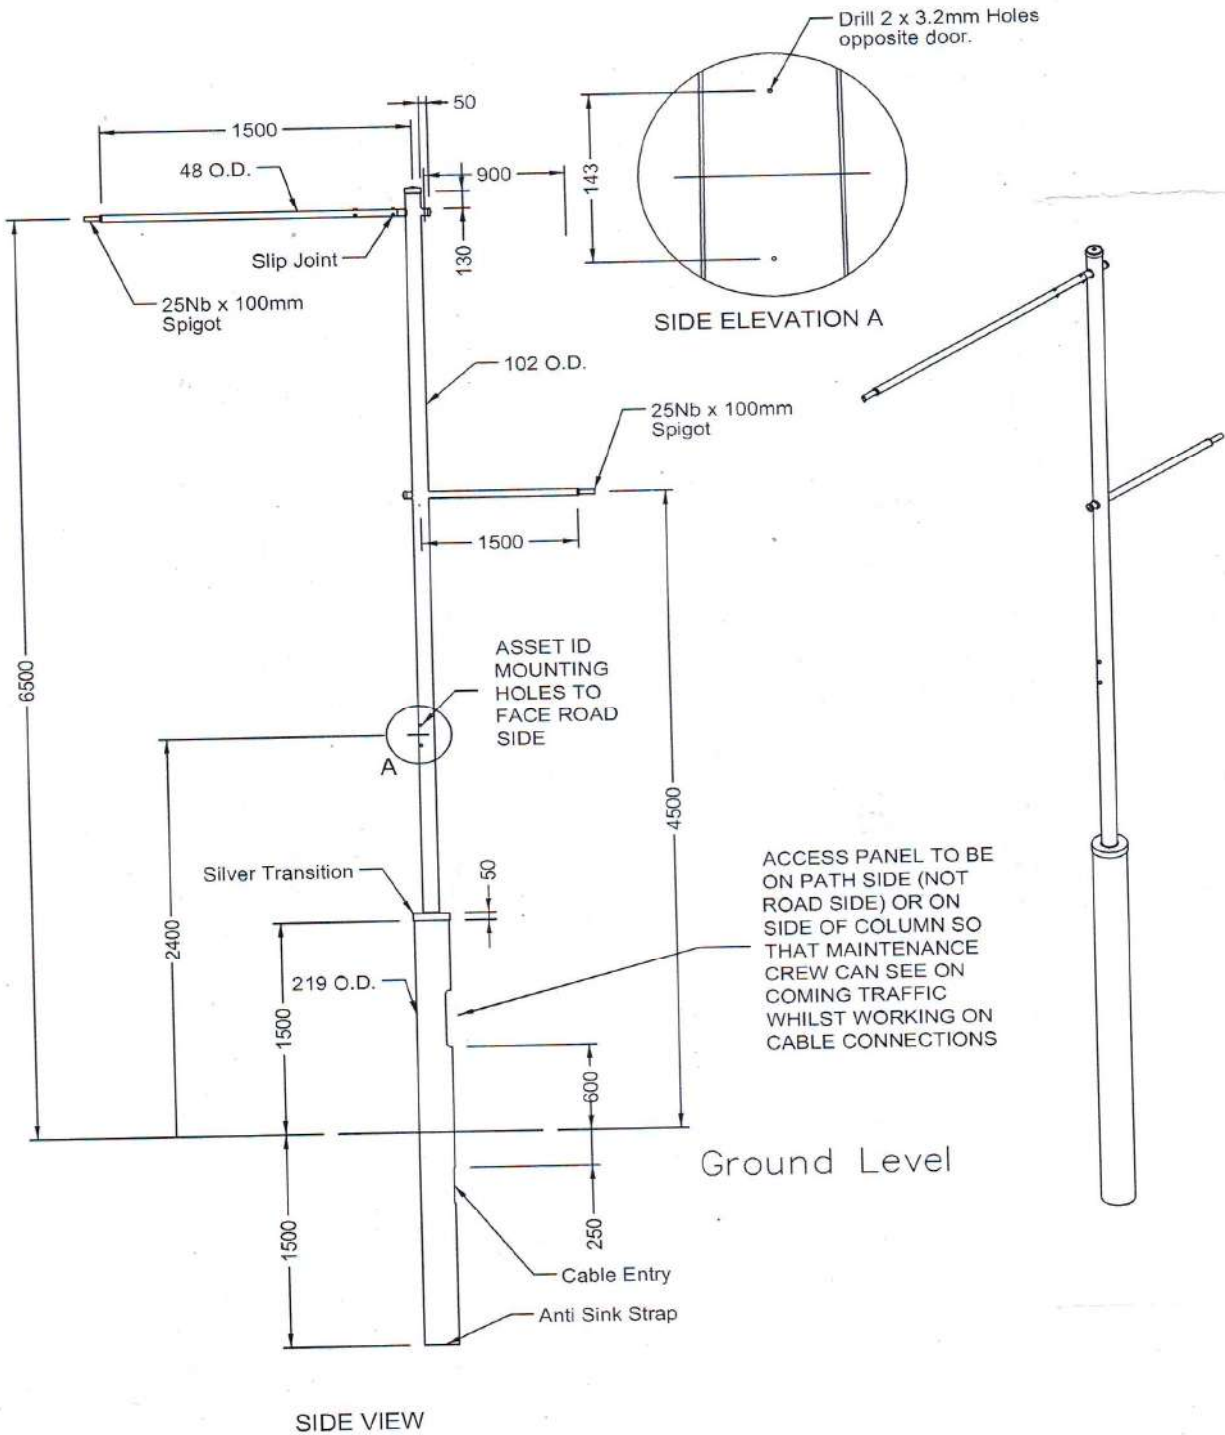 Drill 2 x 3.2mm Holes
opposite door.
50
1500
48 O.D.
900
143
Slip Joint
130
25Nb x 100mm
Spigot
SIDE ELEVATION A
102 O.D.
25Nb x 100mm
Spigot
1500
ASSET ID
MOUNTING
HOLES TO
FACE ROAD
SIDE
6500
A
2400
4500
Silver Transition
50
ACCESS PANEL TO BE
ON PATH SIDE (NOT
ROAD SIDE) OR ON
SIDE OF COLUMN SO
THAT MAINTENANCE
CREW CAN SEE ON
COMING TRAFFIC
WHILST WORKING ON
CABLE CONNECTIONS
219 O.D.
1500
600
Ground Level
1500
250
Cable Entry
Anti Sink Strap
SIDE VIEW